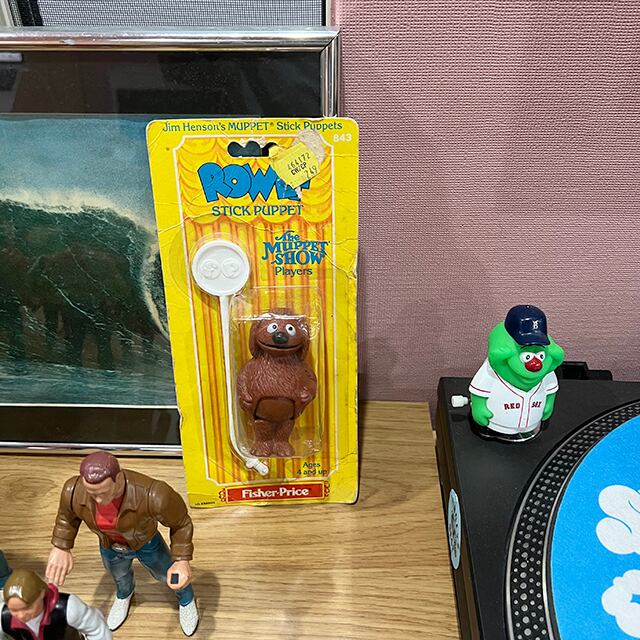 Jim Henson's MUPPET* Stick Puppets
843
STICK PUPPET
The
MUPPET
SHOW
Players
Ages
4 and up
Fisher-Price
B
RED SOX